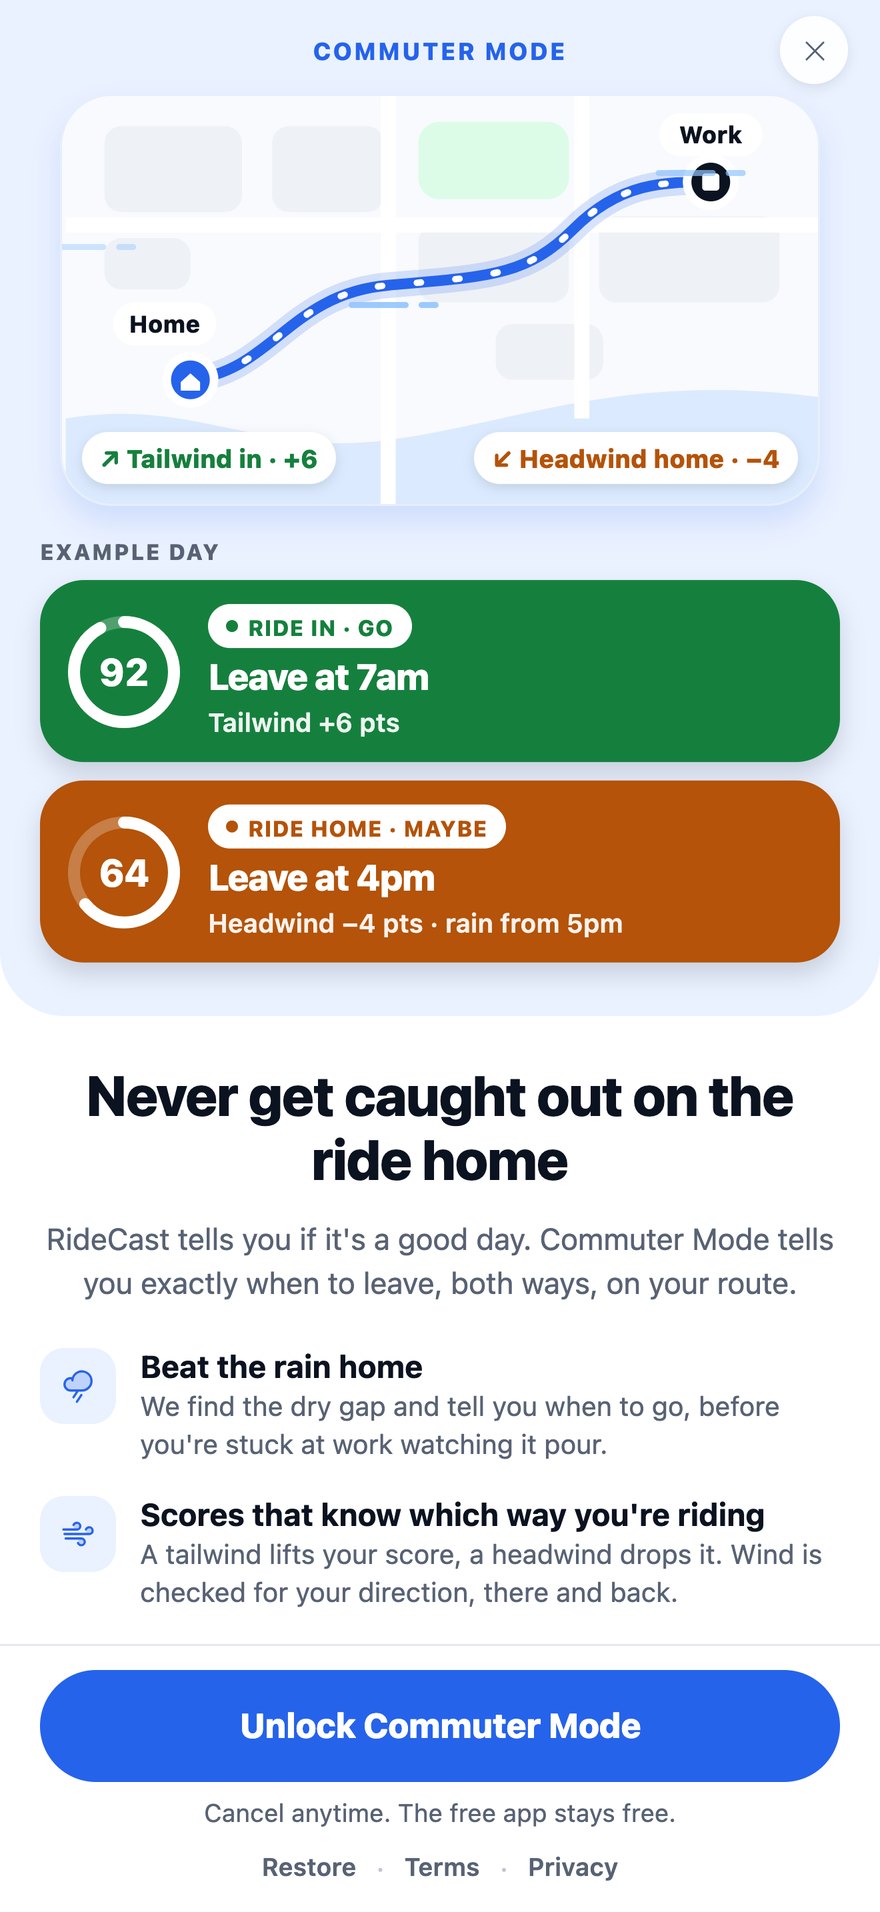 COMMUTER MODE
Work
Home
↗ Tailwind in · +6
↙ Headwind home · −4
EXAMPLE DAY
92
RIDE IN · GO
Leave at 7am
Tailwind +6 pts
64
RIDE HOME · MAYBE
Leave at 4pm
Headwind −4 pts · rain from 5pm
Never get caught out on the
ride home
RideCast tells you if it's a good day. Commuter Mode tells
you exactly when to leave, both ways, on your route.
Beat the rain home
We find the dry gap and tell you when to go, before
you're stuck at work watching it pour.
Scores that know which way you're riding
A tailwind lifts your score, a headwind drops it. Wind is
checked for your direction, there and back.
Unlock Commuter Mode
Cancel anytime. The free app stays free.
Restore · Terms · Privacy